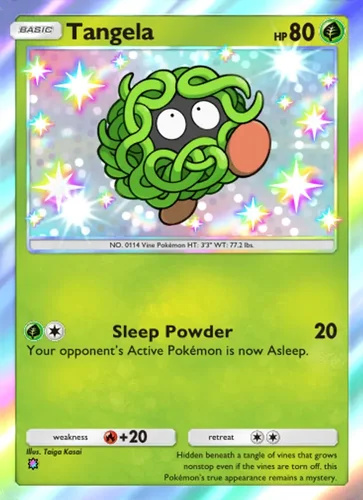 BASIC Tangela HP 80
NO. 0114 Vine Pokémon HT: 3'3" WT: 77.2 lbs.
Sleep Powder 20
Your opponent's Active Pokémon is now Asleep.
weakness +20 retreat
Illus. Taiga Kasai
Hidden beneath a tangle of vines that grows
nonstop even if the vines are torn off, this
Pokémon's true appearance remains a mystery.